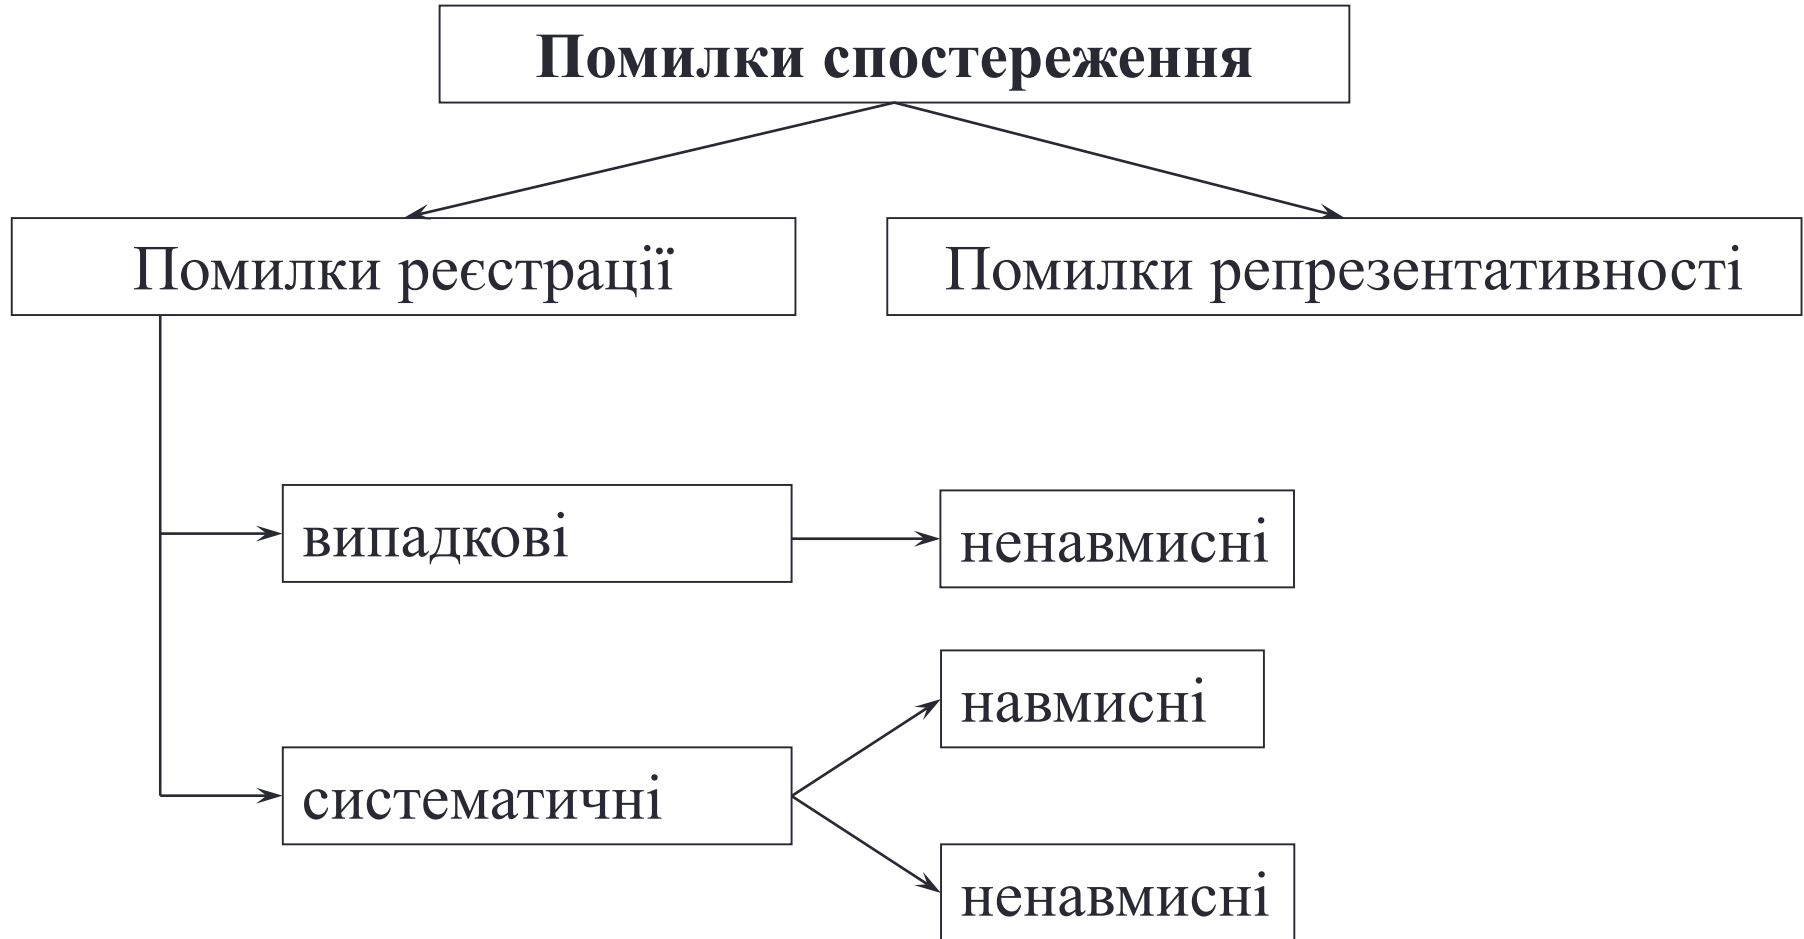 Помилки спостереження
Помилки реєстрації
Помилки репрезентативності
випадкові
ненавмисні
навмисні
систематичні
ненавмисні